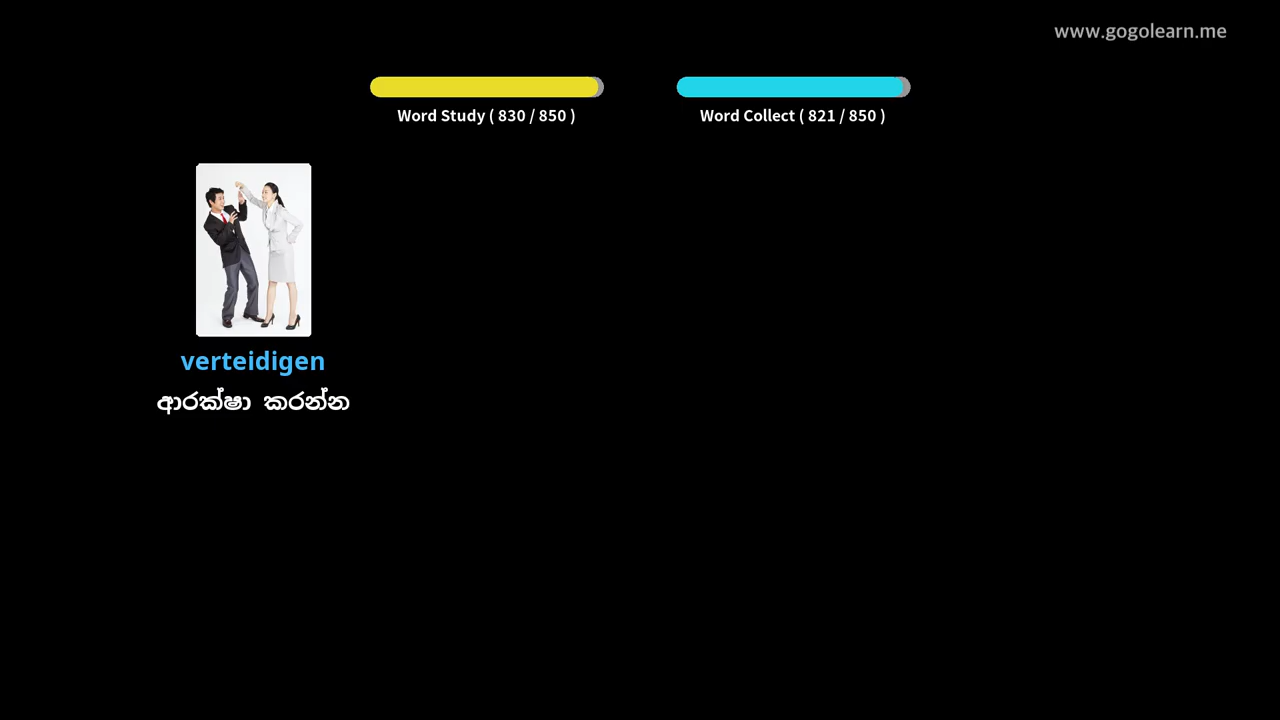 www.gogolearn.me
Word Study ( 830 / 850 )
Word Collect ( 821 / 850 )
verteidigen
ආරක්ෂා කරන්න